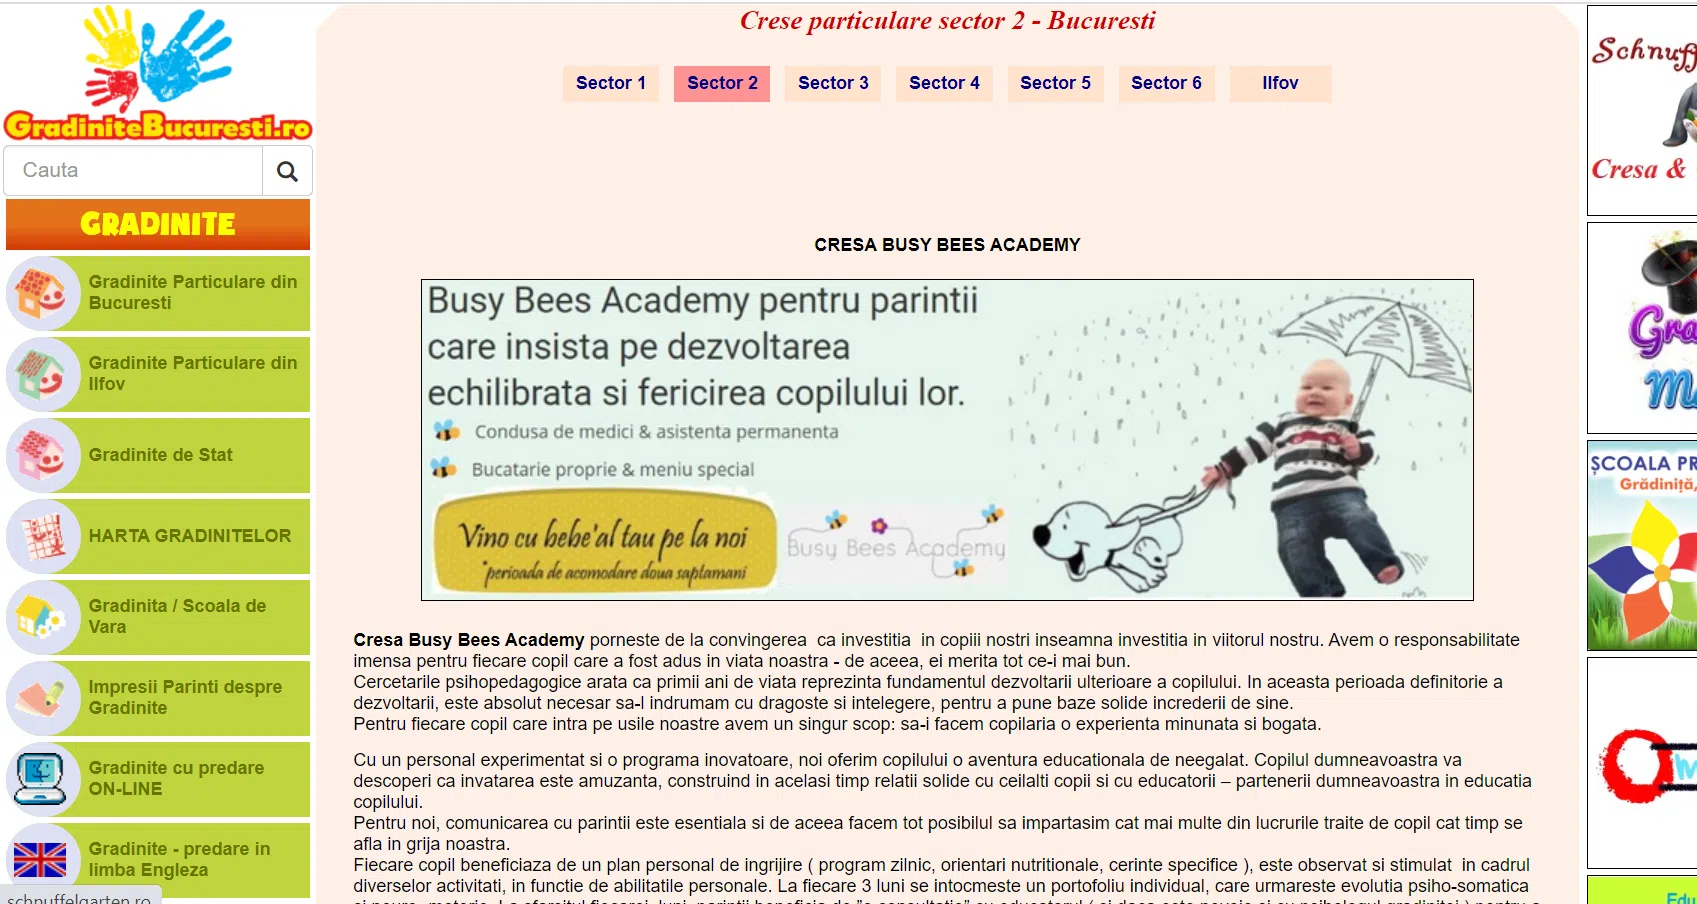 GradiniteBucuresti.ro
Cauta
GRADINITE
Gradinite Particulare din
Bucuresti
Gradinite Particulare din
Ilfov
Gradinite de Stat
HARTA GRADINITELOR
Gradinita / Scoala de
Vara
Impresii Parinti despre
Gradinite
Gradinite cu predare
ON-LINE
Gradinite - predare in
limba Engleza
schnuffelgarten.ro
Crese particulare sector 2 - Bucuresti
Sector 1 Sector 2 Sector 3 Sector 4 Sector 5 Sector 6 Ilfov
CRESA BUSY BEES ACADEMY
Busy Bees Academy pentru parintii
care insista pe dezvoltarea
echilibrata si fericirea copilului lor.
Condusa de medici & asistenta permanenta
Bucatarie proprie & meniu special
Vino cu bebe'al tau pe la noi
*perioada de acomodare doua saptamani
Busy Bees Academy
Cresa Busy Bees Academy porneste de la convingerea ca investitia in copiii nostri inseamna investitia in viitorul nostru. Avem o responsabilitate
imensa pentru fiecare copil care a fost adus in viata noastra - de aceea, ei merita tot ce-i mai bun.
Cercetarile psihopedagogice arata ca primii ani de viata reprezinta fundamentul dezvoltarii ulterioare a copilului. In aceasta perioada definitorie a
dezvoltarii, este absolut necesar sa-l indrumam cu dragoste si intelegere, pentru a pune baze solide increderii de sine.
Pentru fiecare copil care intra pe usile noastre avem un singur scop: sa-i facem copilaria o experienta minunata si bogata.
Cu un personal experimentat si o programa inovatoare, noi oferim copilului o aventura educationala de neegalat. Copilul dumneavoastra va
descoperi ca invatarea este amuzanta, construind in acelasi timp relatii solide cu ceilalti copii si cu educatorii – partenerii dumneavoastra in educatia
copilului.
Pentru noi, comunicarea cu parintii este esentiala si de aceea facem tot posibilul sa impartasim cat mai multe din lucrurile traite de copil cat timp se
afla in grija noastra.
Fiecare copil beneficiaza de un plan personal de ingrijire ( program zilnic, orientari nutritionale, cerinte specifice ), este observat si stimulat in cadrul
diverselor activitati, in functie de abilitatile personale. La fiecare 3 luni se intocmeste un portofoliu individual, care urmareste evolutia psiho-somatica
Schnuff
Cresa &
Gra
M
ȘCOALA PR
Grădiniță,
Edu